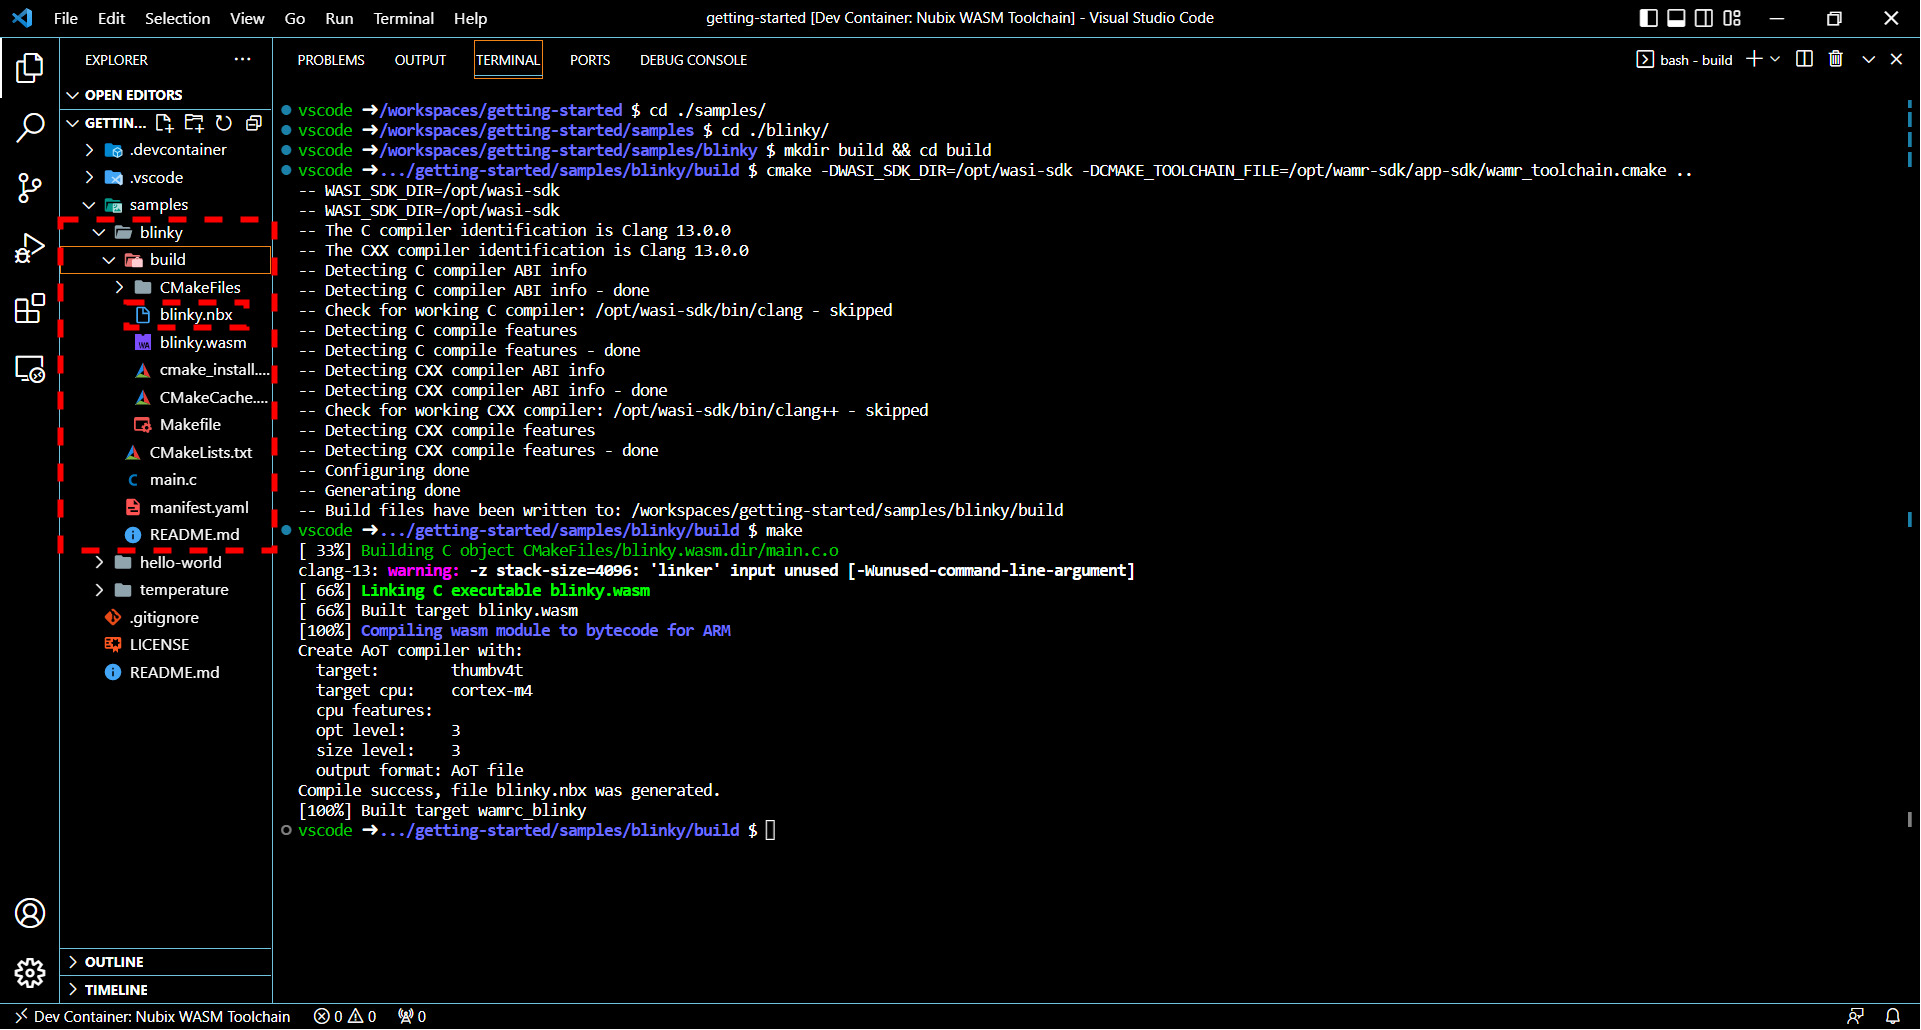 File Edit Selection View Go Run Terminal Help
getting-started [Dev Container: Nubix WASM Toolchain] - Visual Studio Code
EXPLORER
OPEN EDITORS
GETTIN...
.devcontainer
.vscode
samples
blinky
build
CMakeFiles
blinky.nbx
blinky.wasm
cmake_install....
CMakeCache....
Makefile
CMakeLists.txt
main.c
manifest.yaml
README.md
hello-world
temperature
.gitignore
LICENSE
README.md
OUTLINE
TIMELINE
PROBLEMS OUTPUT TERMINAL PORTS DEBUG CONSOLE
bash - build
vscode ➜/workspaces/getting-started $ cd ./samples/
vscode ➜/workspaces/getting-started/samples $ cd ./blinky/
vscode ➜/workspaces/getting-started/samples/blinky $ mkdir build && cd build
vscode ➜.../getting-started/samples/blinky/build $ cmake -DWASI_SDK_DIR=/opt/wasi-sdk -DCMAKE_TOOLCHAIN_FILE=/opt/wamr-sdk/app-sdk/wamr_toolchain.cmake ..
-- WASI_SDK_DIR=/opt/wasi-sdk
-- WASI_SDK_DIR=/opt/wasi-sdk
-- The C compiler identification is Clang 13.0.0
-- The CXX compiler identification is Clang 13.0.0
-- Detecting C compiler ABI info
-- Detecting C compiler ABI info - done
-- Check for working C compiler: /opt/wasi-sdk/bin/clang - skipped
-- Detecting C compile features
-- Detecting C compile features - done
-- Detecting CXX compiler ABI info
-- Detecting CXX compiler ABI info - done
-- Check for working CXX compiler: /opt/wasi-sdk/bin/clang++ - skipped
-- Detecting CXX compile features
-- Detecting CXX compile features - done
-- Configuring done
-- Generating done
-- Build files have been written to: /workspaces/getting-started/samples/blinky/build
vscode ➜.../getting-started/samples/blinky/build $ make
[ 33%] Building C object CMakeFiles/blinky.wasm.dir/main.c.o
clang-13: warning: -z stack-size=4096: 'linker' input unused [-Wunused-command-line-argument]
[ 66%] Linking C executable blinky.wasm
[ 66%] Built target blinky.wasm
[100%] Compiling wasm module to bytecode for ARM
Create AoT compiler with:
target: thumbv4t
target cpu: cortex-m4
cpu features:
opt level: 3
size level: 3
output format: AoT file
Compile success, file blinky.nbx was generated.
[100%] Built target wamrc_blinky
vscode ➜.../getting-started/samples/blinky/build $
Dev Container: Nubix WASM Toolchain 0 0 0